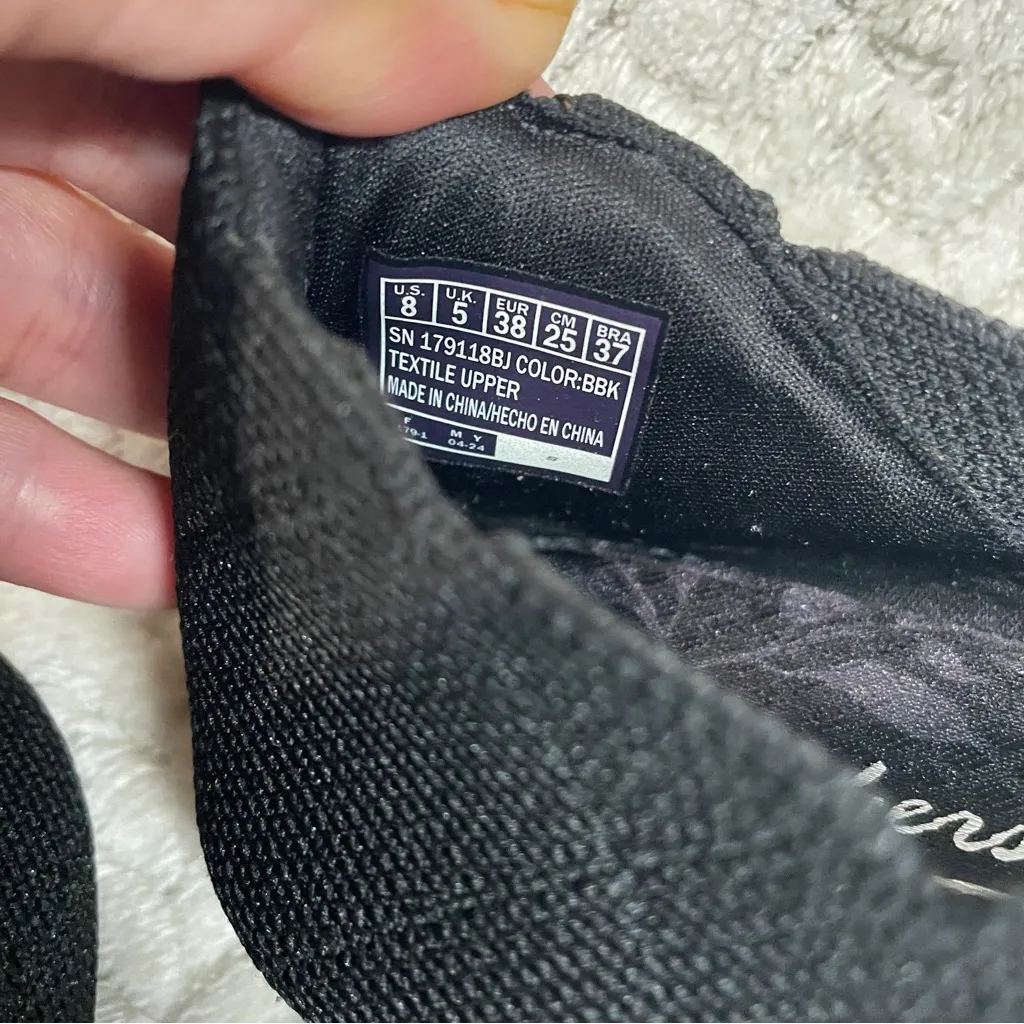 U.S. U.K. EUR CM BRA
8 5 38 25 37
SN 179118BJ COLOR:BBK
TEXTILE UPPER
MADE IN CHINA/HECHO EN CHINA
F M Y
04-24